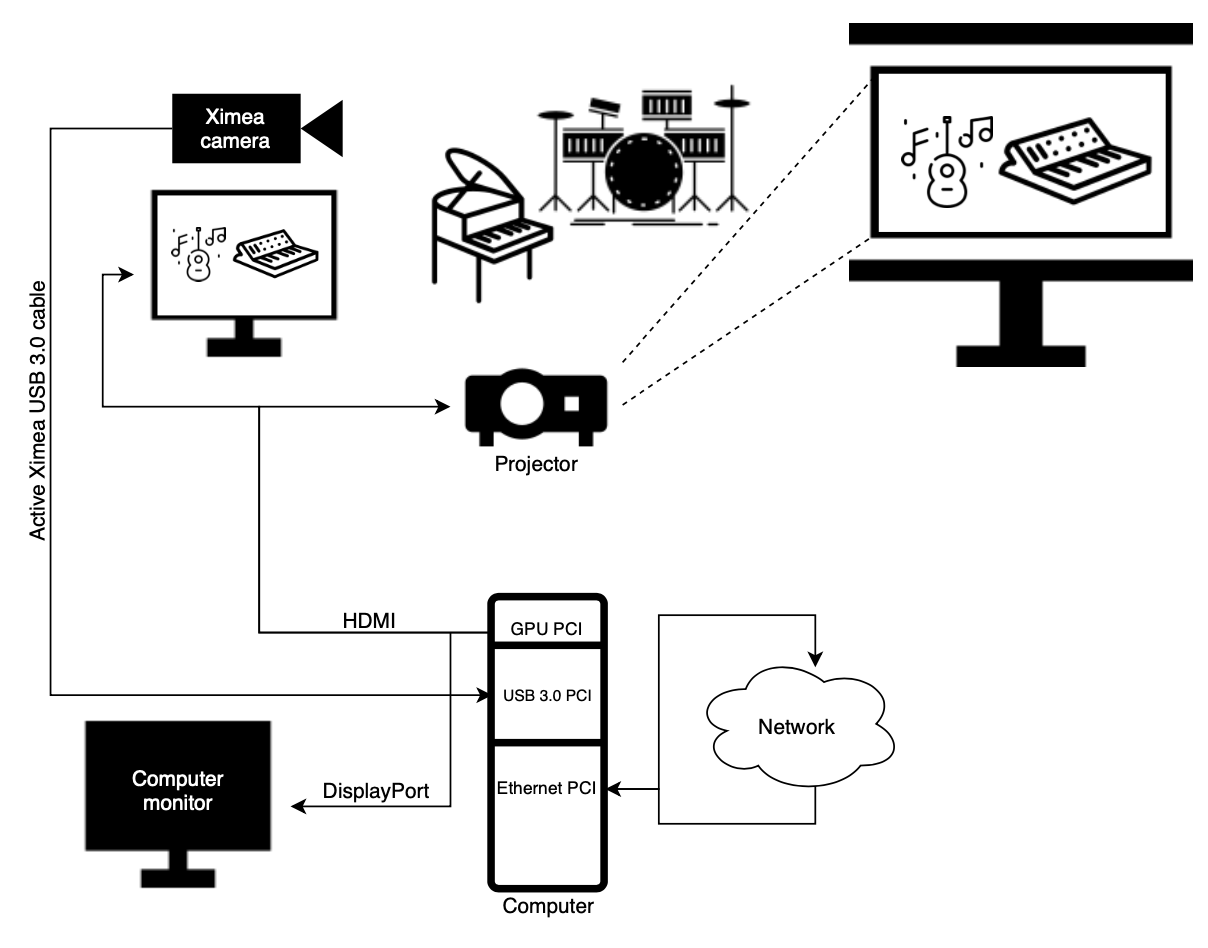 Ximea
camera
Active Ximea USB 3.0 cable
Projector
HDMI
GPU PCI
USB 3.0 PCI
Network
Computer
monitor
DisplayPort
Ethernet PCI
Computer